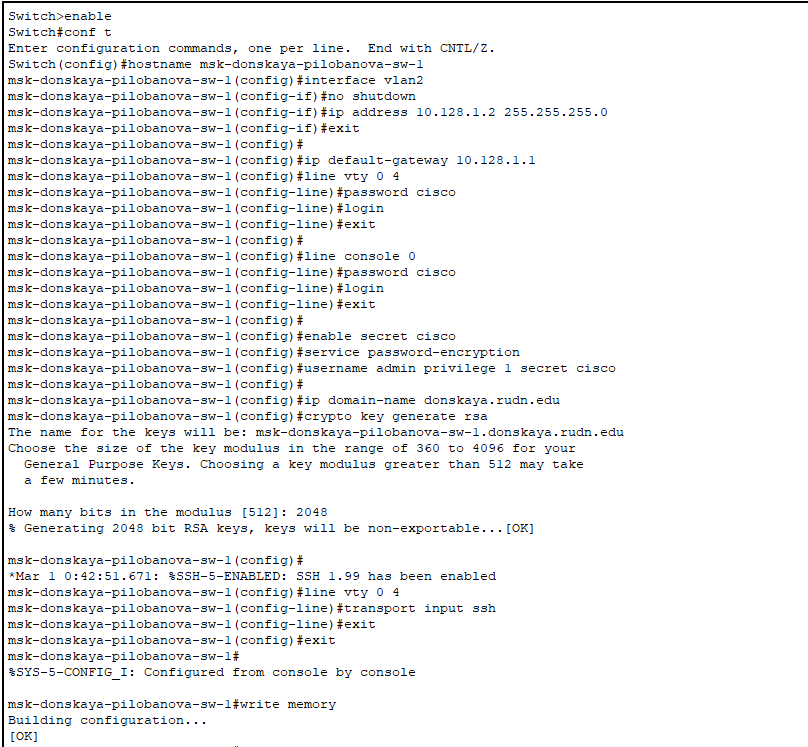 Switch>enable
Switch#conf t
Enter configuration commands, one per line.  End with CNTL/Z.
Switch(config)#hostname msk-donskaya-pilobanova-sw-1
msk-donskaya-pilobanova-sw-1(config)#interface vlan2
msk-donskaya-pilobanova-sw-1(config-if)#no shutdown
msk-donskaya-pilobanova-sw-1(config-if)#ip address 10.128.1.2 255.255.255.0
msk-donskaya-pilobanova-sw-1(config-if)#exit
msk-donskaya-pilobanova-sw-1(config)#
msk-donskaya-pilobanova-sw-1(config)#ip default-gateway 10.128.1.1
msk-donskaya-pilobanova-sw-1(config)#line vty 0 4
msk-donskaya-pilobanova-sw-1(config-line)#password cisco
msk-donskaya-pilobanova-sw-1(config-line)#login
msk-donskaya-pilobanova-sw-1(config-line)#exit
msk-donskaya-pilobanova-sw-1(config)#
msk-donskaya-pilobanova-sw-1(config)#line console 0
msk-donskaya-pilobanova-sw-1(config-line)#password cisco
msk-donskaya-pilobanova-sw-1(config-line)#login
msk-donskaya-pilobanova-sw-1(config-line)#exit
msk-donskaya-pilobanova-sw-1(config)#
msk-donskaya-pilobanova-sw-1(config)#enable secret cisco
msk-donskaya-pilobanova-sw-1(config)#service password-encryption
msk-donskaya-pilobanova-sw-1(config)#username admin privilege 1 secret cisco
msk-donskaya-pilobanova-sw-1(config)#
msk-donskaya-pilobanova-sw-1(config)#ip domain-name donskaya.rudn.edu
msk-donskaya-pilobanova-sw-1(config)#crypto key generate rsa
The name for the keys will be: msk-donskaya-pilobanova-sw-1.donskaya.rudn.edu
Choose the size of the key modulus in the range of 360 to 4096 for your
  General Purpose Keys. Choosing a key modulus greater than 512 may take
  a few minutes.

How many bits in the modulus [512]: 2048
% Generating 2048 bit RSA keys, keys will be non-exportable...[OK]

msk-donskaya-pilobanova-sw-1(config)#
*Mar 1 0:42:51.671: %SSH-5-ENABLED: SSH 1.99 has been enabled
msk-donskaya-pilobanova-sw-1(config)#line vty 0 4
msk-donskaya-pilobanova-sw-1(config-line)#transport input ssh
msk-donskaya-pilobanova-sw-1(config-line)#exit
msk-donskaya-pilobanova-sw-1(config)#exit
msk-donskaya-pilobanova-sw-1#
%SYS-5-CONFIG_I: Configured from console by console

msk-donskaya-pilobanova-sw-1#write memory
Building configuration...
[OK]